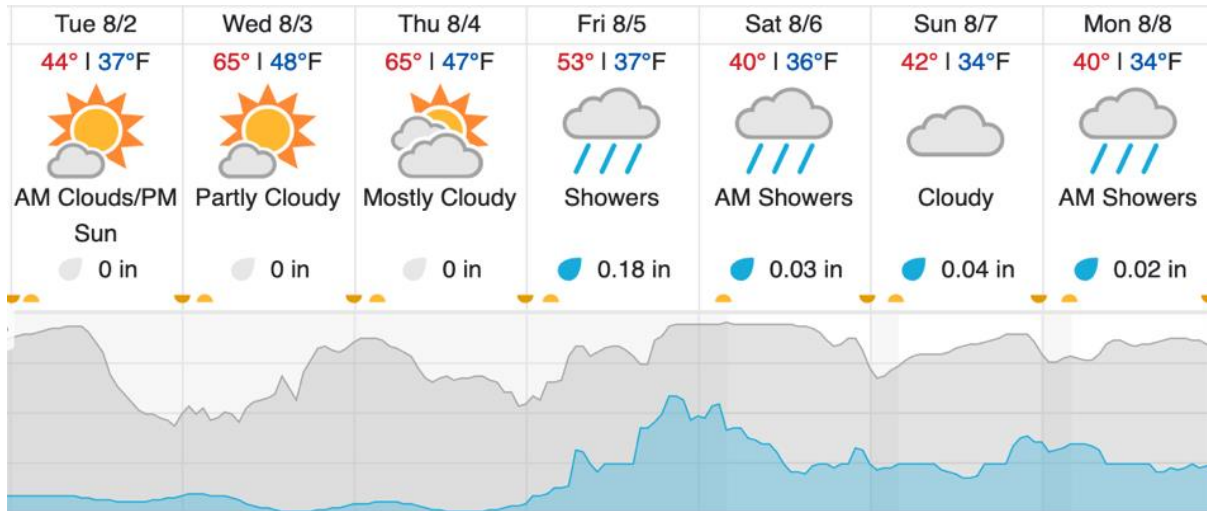 Tue 8/2 Wed 8/3 Thu 8/4 Fri 8/5 Sat 8/6 Sun 8/7 Mon 8/8
44° | 37°F 65° | 48°F 65° | 47°F 53° | 37°F 40° | 36°F 42° | 34°F 40° | 34°F
AM Clouds/PM Partly Cloudy Mostly Cloudy Showers AM Showers Cloudy AM Showers
Sun
0 in 0 in 0 in 0.18 in 0.03 in 0.04 in 0.02 in